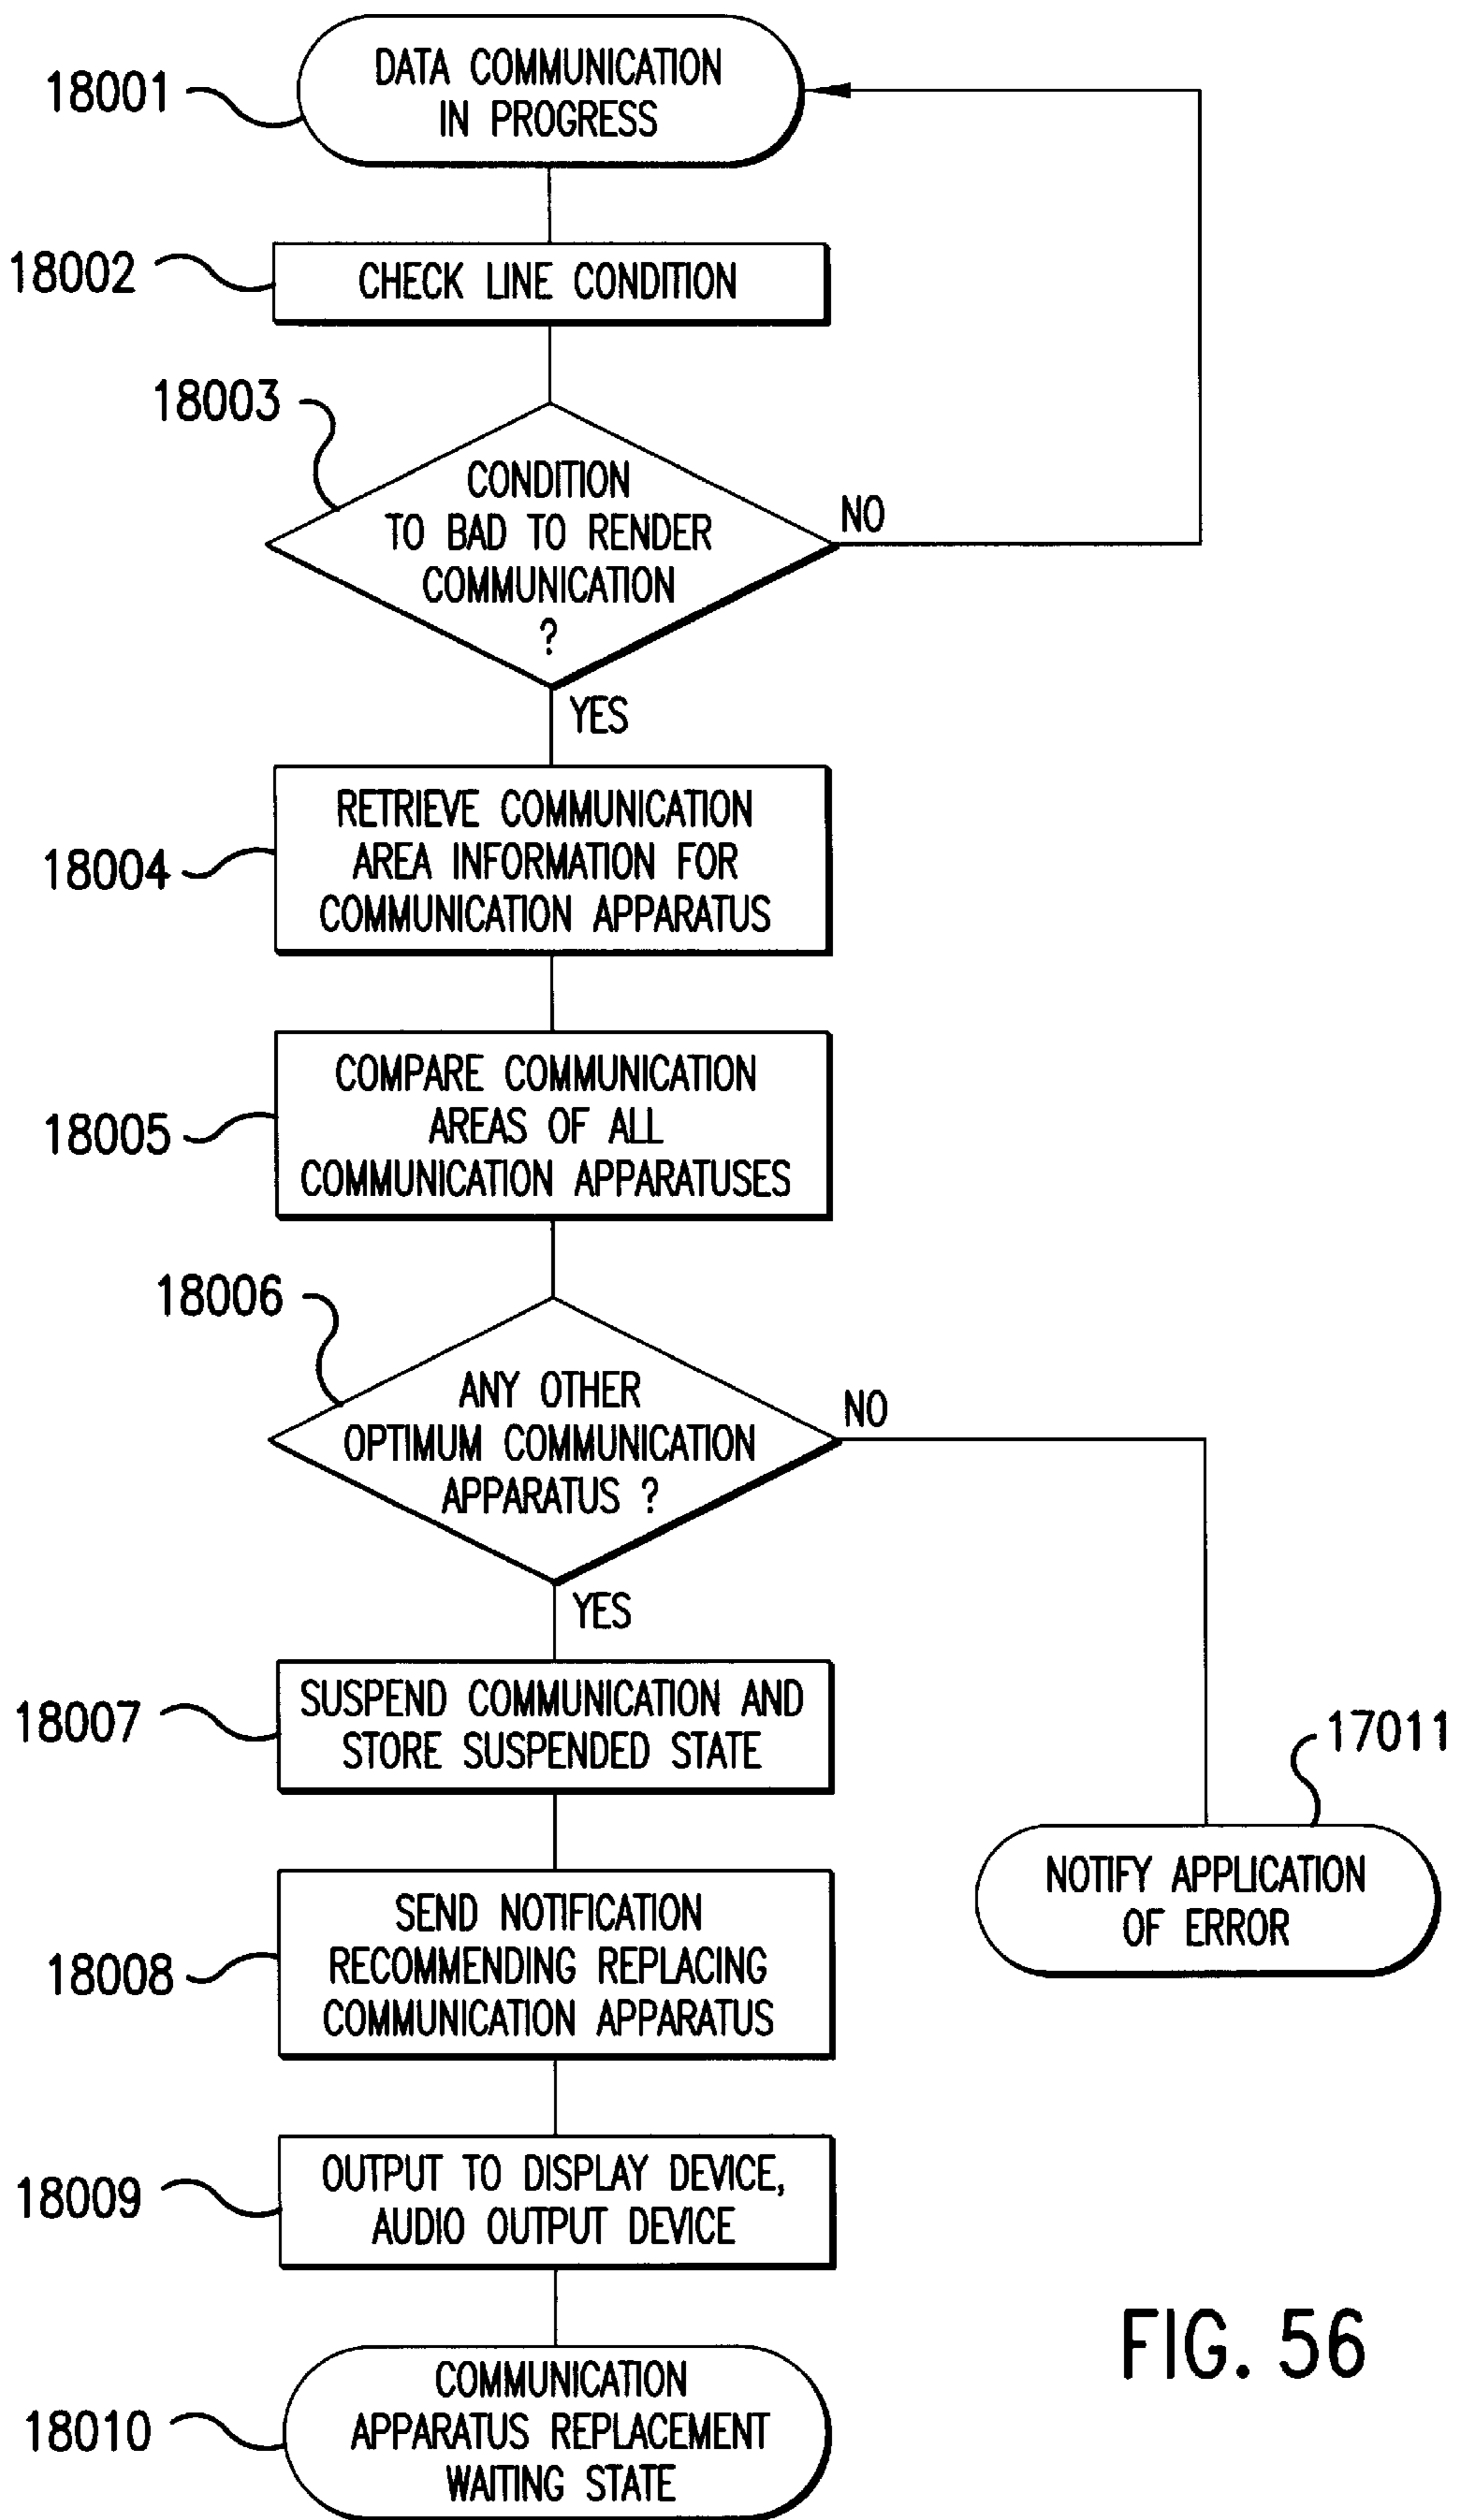 18001
DATA COMMUNICATION
IN PROGRESS
18002
CHECK LINE CONDITION
18003
CONDITION
TO BAD TO RENDER
COMMUNICATION
?
NO
YES
18004
RETRIEVE COMMUNICATION
AREA INFORMATION FOR
COMMUNICATION APPARATUS
18005
COMPARE COMMUNICATION
AREAS OF ALL
COMMUNICATION APPARATUSES
18006
ANY OTHER
OPTIMUM COMMUNICATION
APPARATUS ?
NO
YES
18007
SUSPEND COMMUNICATION AND
STORE SUSPENDED STATE
17011
NOTIFY APPLICATION
OF ERROR
18008
SEND NOTIFICATION
RECOMMENDING REPLACING
COMMUNICATION APPARATUS
18009
OUTPUT TO DISPLAY DEVICE,
AUDIO OUTPUT DEVICE
18010
COMMUNICATION
APPARATUS REPLACEMENT
WAITING STATE
FIG. 56